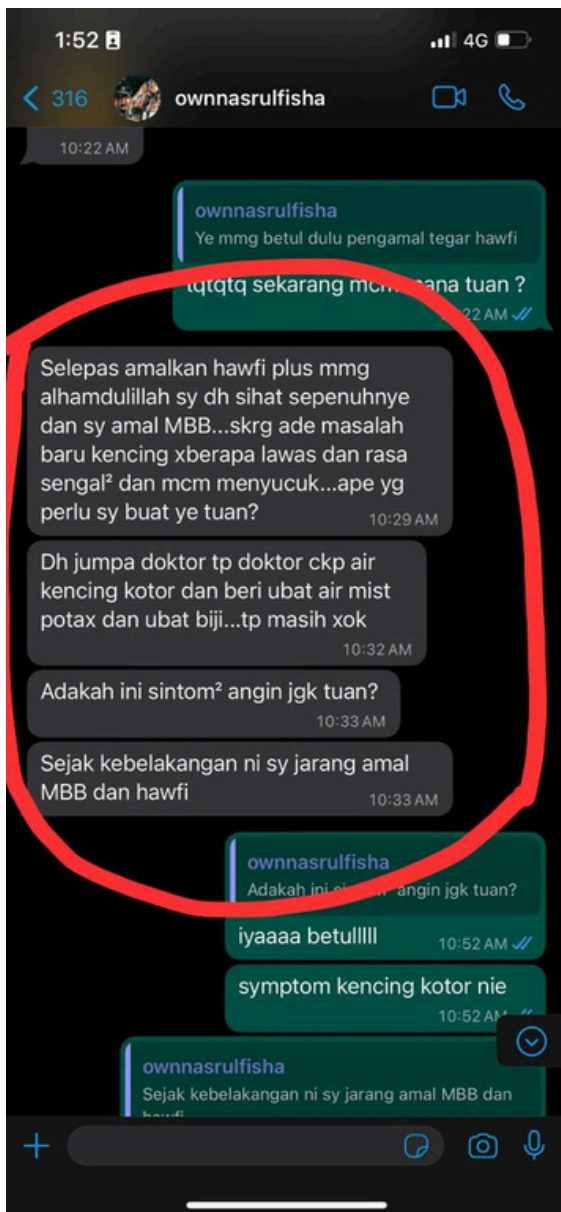 1:52
4G
316
ownnasrulfisha
10:22 AM
ownnasrulfisha
Ye mmg betul dulu pengamal tegar hawfi
tqtqtq sekarang mana tuan ?
22 AM
Selepas amalkan hawfi plus mmg
alhamdulillah sy dh sihat sepenuhnye
dan sy amal MBB...skrg ade masalah
baru kencing xberapa lawas dan rasa
sengal² dan mcm menyucuk...ape yg
perlu sy buat ye tuan?
10:29 AM
Dh jumpa doktor tp doktor ckp air
kencing kotor dan beri ubat air mist
potax dan ubat biji...tp masih xok
10:32 AM
Adakah ini sintom² angin jgk tuan?
10:33 AM
Sejak kebelakangan ni sy jarang amal
MBB dan hawfi
10:33 AM
ownnasrulfisha
Adakah ini angin jgk tuan?
iyaaaa betulllll
10:52 AM
symptom kencing kotor nie
10:52 AM
ownnasrulfisha
Sejak kebelakangan ni sy jarang amal MBB dan